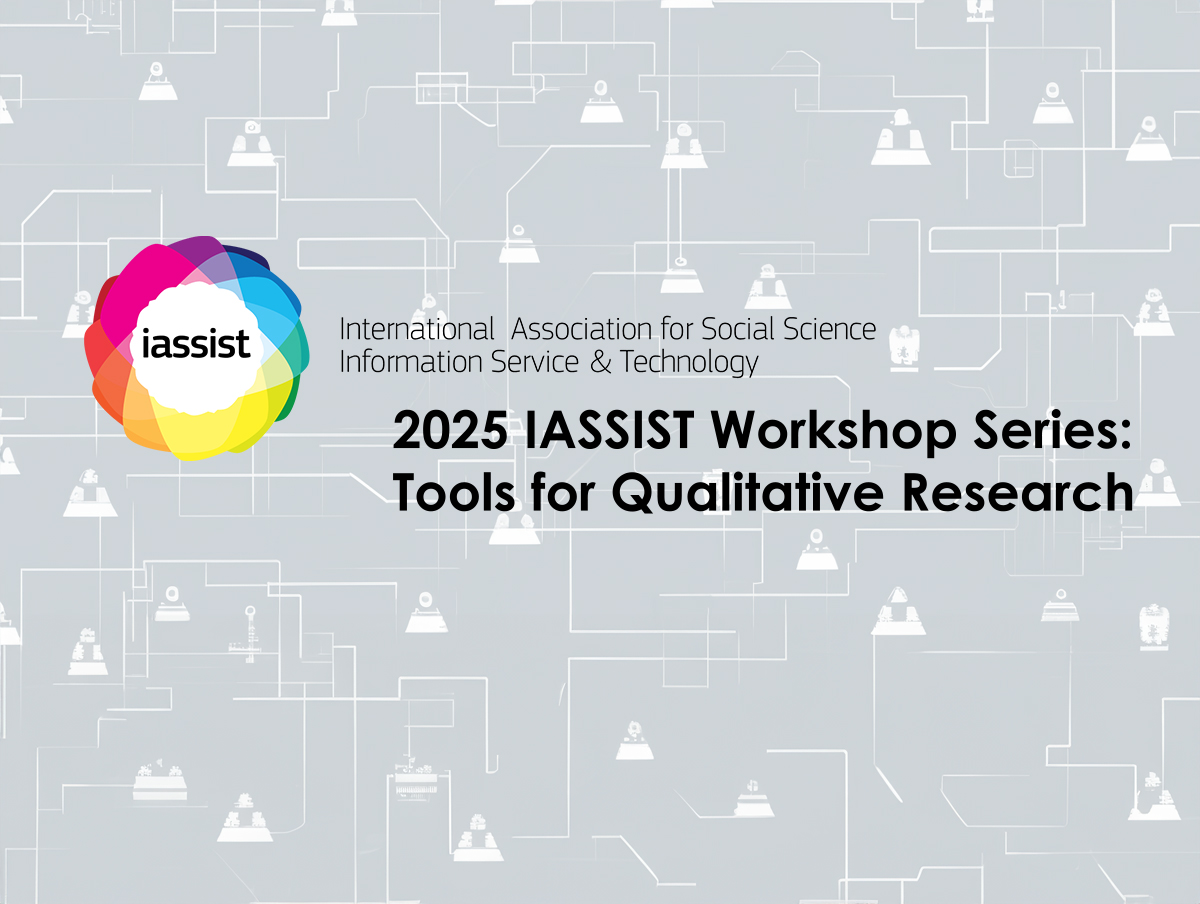 iassist
International Association for Social Science
Information Service & Technology
2025 IASSIST Workshop Series:
Tools for Qualitative Research